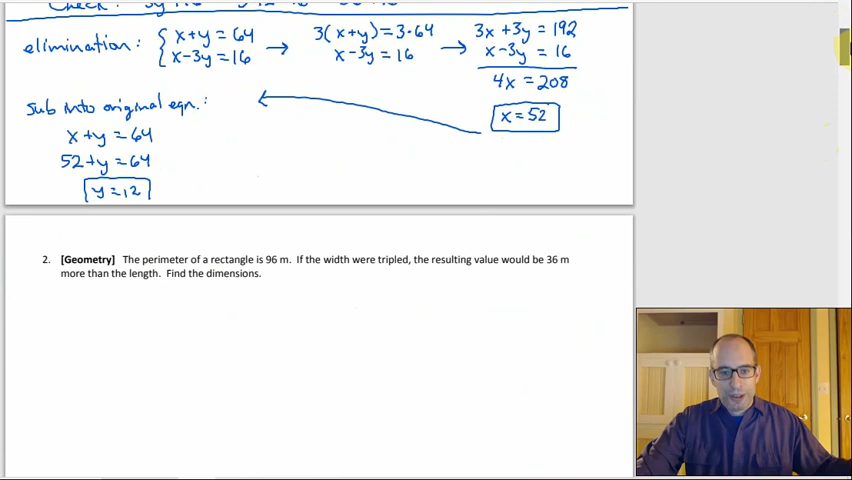 elimination: { x+y = 64 → 3(x+y) = 3·64 → 3x + 3y = 192
x-3y = 16 x-3y = 16 x-3y = 16
4x = 208
sub into original eqn.:
x = 52
x + y = 64
52 + y = 64
y = 12
2. [Geometry] The perimeter of a rectangle is 96 m. If the width were tripled, the resulting value would be 36 m
more than the length. Find the dimensions.